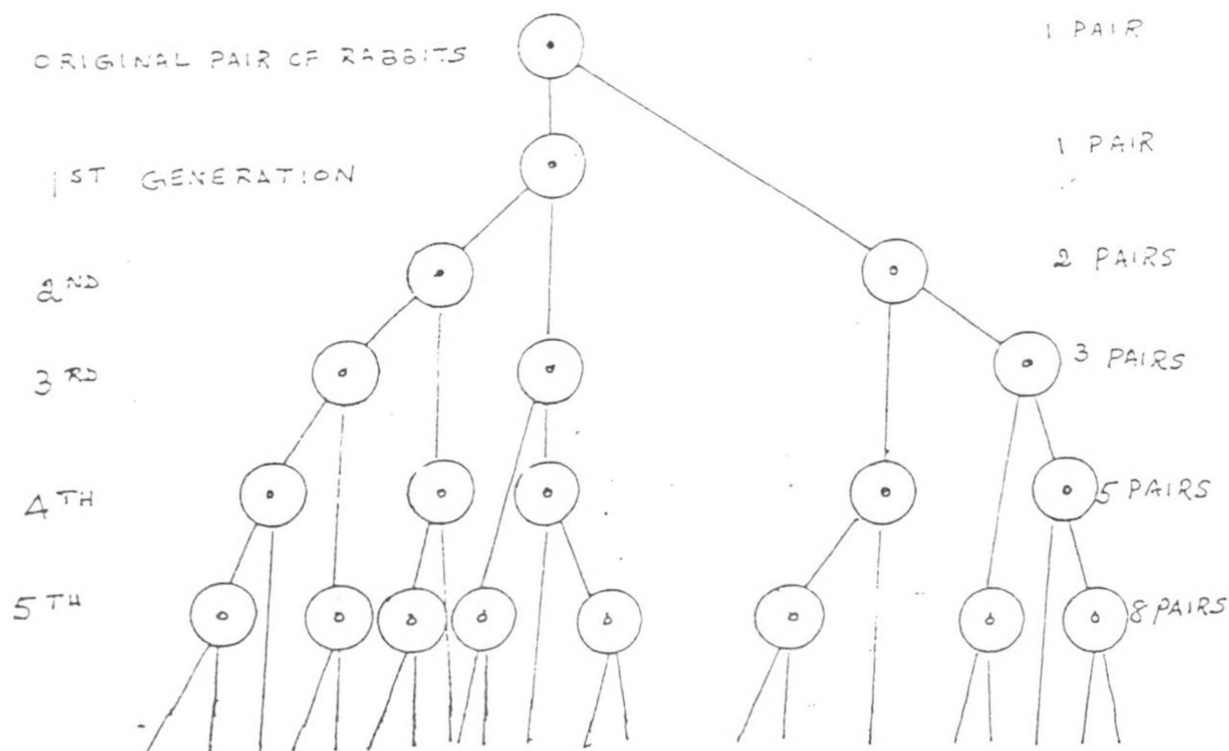 ORIGINAL PAIR OF RABBITS
1 PAIR
1ST GENERATION
1 PAIR
2ND
2 PAIRS
3RD
3 PAIRS
4TH
5 PAIRS
5TH
8 PAIRS